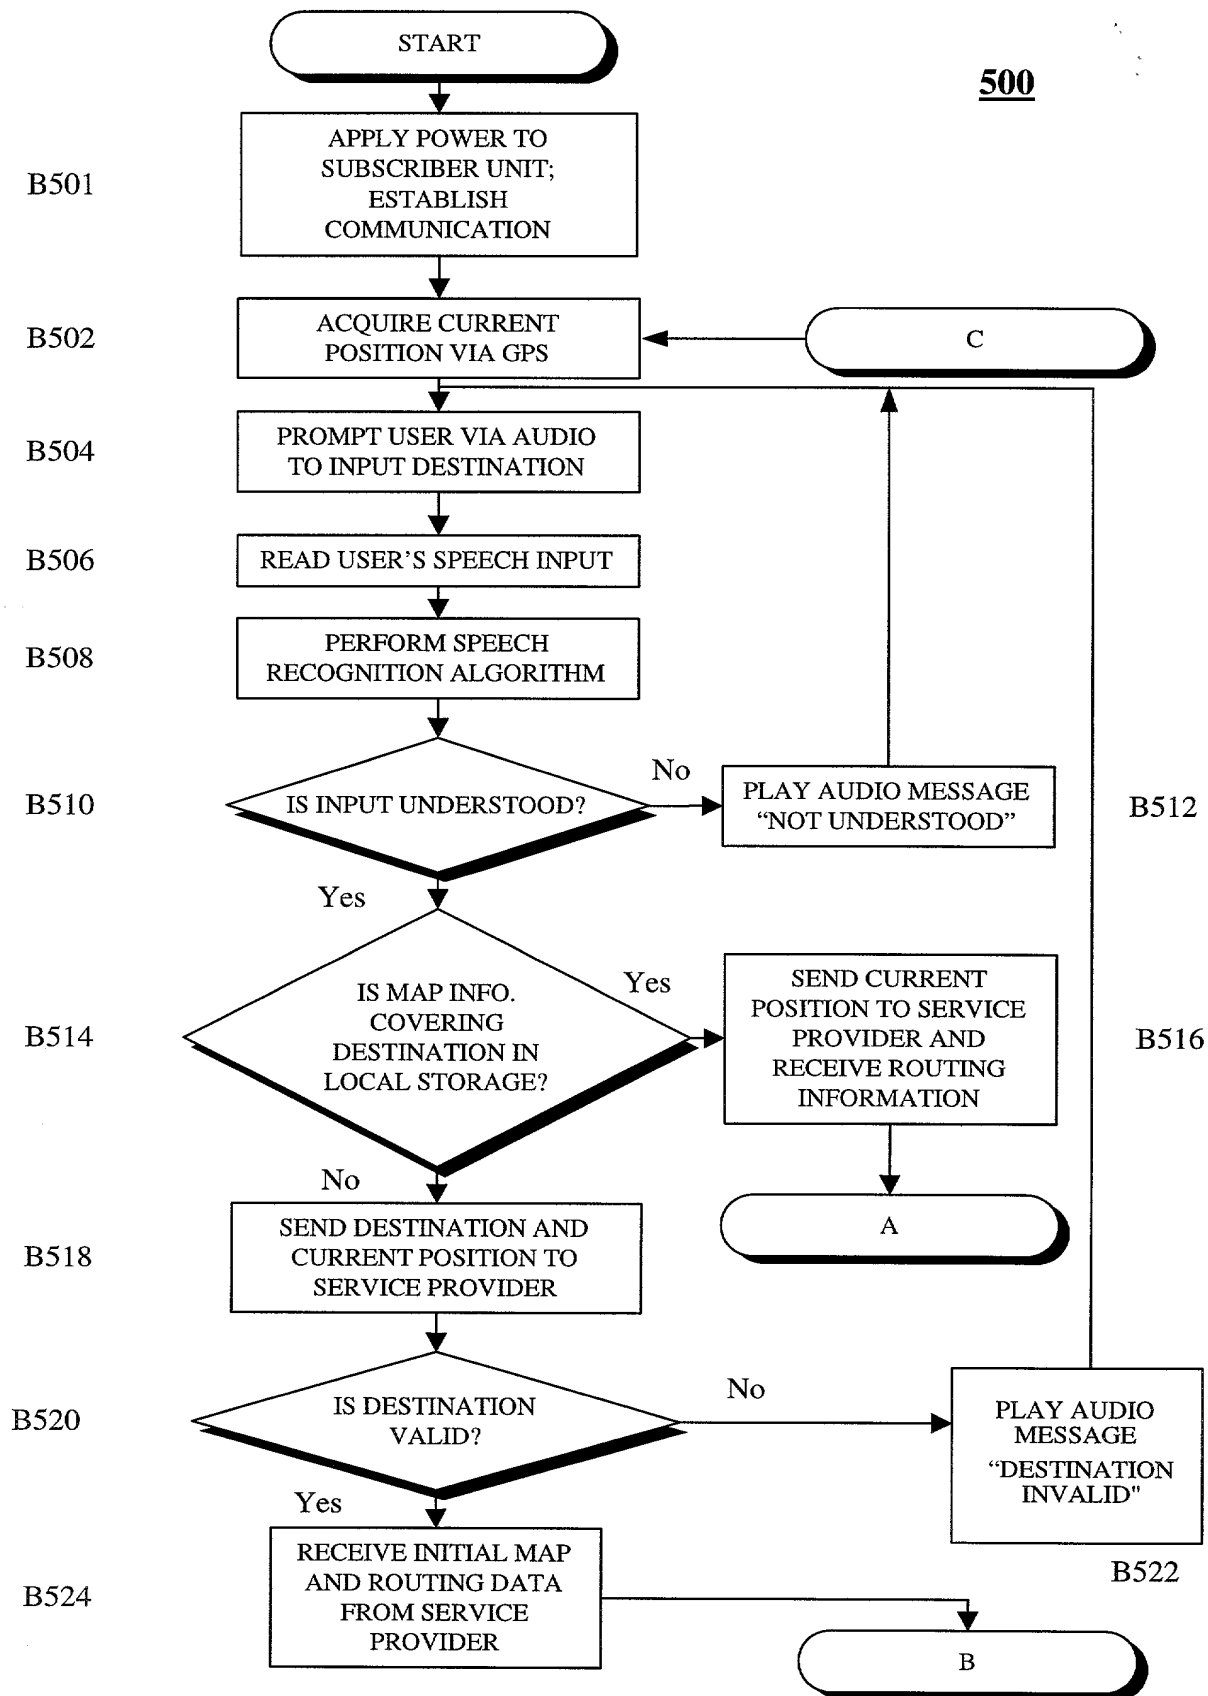 START
500
B501
APPLY POWER TO
SUBSCRIBER UNIT;
ESTABLISH
COMMUNICATION
B502
ACQUIRE CURRENT
POSITION VIA GPS
C
B504
PROMPT USER VIA AUDIO
TO INPUT DESTINATION
B506
READ USER’S SPEECH INPUT
B508
PERFORM SPEECH
RECOGNITION ALGORITHM
B510
IS INPUT UNDERSTOOD?
No
PLAY AUDIO MESSAGE
“NOT UNDERSTOOD”
B512
Yes
B514
IS MAP INFO.
COVERING
DESTINATION IN
LOCAL STORAGE?
Yes
SEND CURRENT
POSITION TO SERVICE
PROVIDER AND
RECEIVE ROUTING
INFORMATION
B516
No
A
B518
SEND DESTINATION AND
CURRENT POSITION TO
SERVICE PROVIDER
B520
IS DESTINATION
VALID?
No
PLAY AUDIO
MESSAGE
“DESTINATION
INVALID"
B522
Yes
B524
RECEIVE INITIAL MAP
AND ROUTING DATA
FROM SERVICE
PROVIDER
B